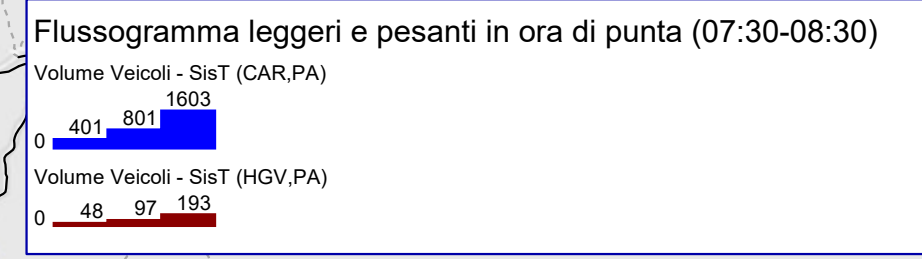 Flussogramma leggeri e pesanti in ora di punta (07:30-08:30)
Volume Veicoli - SisT (CAR,PA)
0 401 801 1603
Volume Veicoli - SisT (HGV,PA)
0 48 97 193